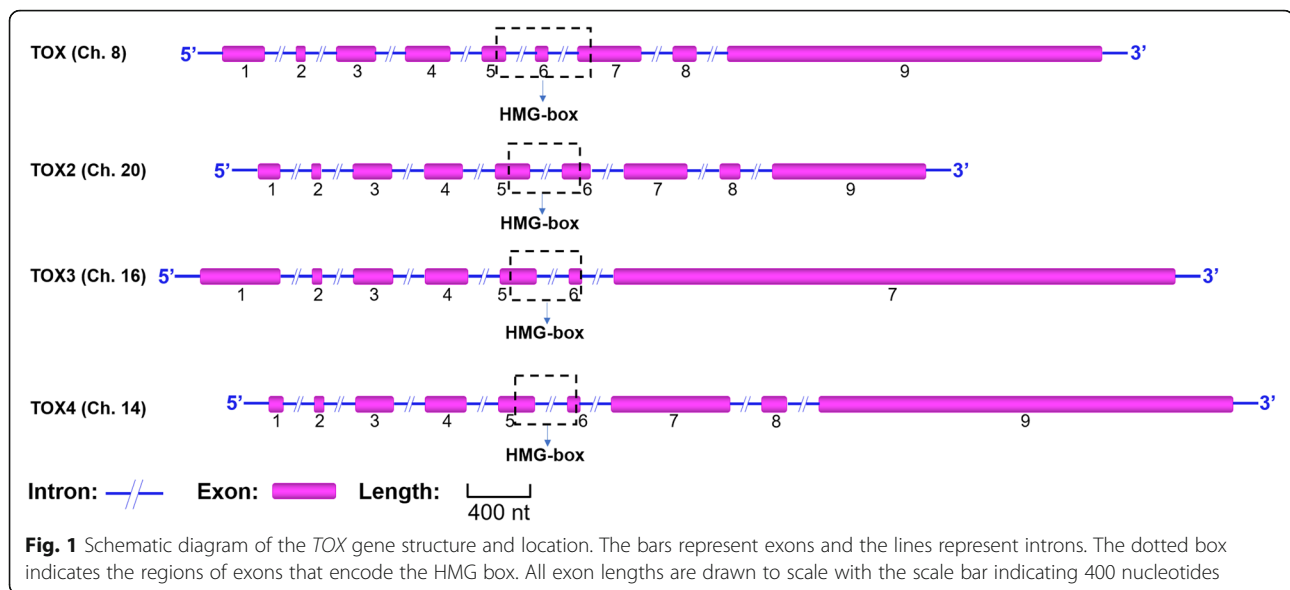 TOX (Ch. 8) 5’ 3’
1 2 3 4 5 6 7 8 9
HMG-box
TOX2 (Ch. 20) 5’ 3’
1 2 3 4 5 6 7 8 9
HMG-box
TOX3 (Ch. 16) 5’ 3’
1 2 3 4 5 6 7
HMG-box
TOX4 (Ch. 14) 5’ 3’
1 2 3 4 5 6 7 8 9
HMG-box
Intron: Exon: Length:
400 nt
Fig. 1 Schematic diagram of the TOX gene structure and location. The bars represent exons and the lines represent introns. The dotted box
indicates the regions of exons that encode the HMG box. All exon lengths are drawn to scale with the scale bar indicating 400 nucleotides